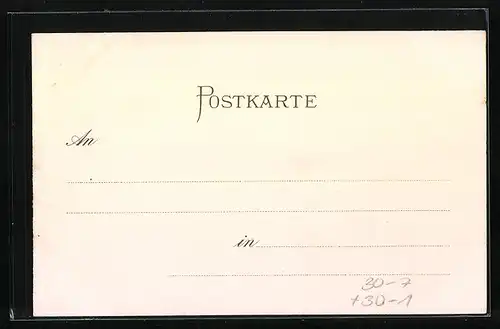 POSTKARTE
An
in
30-7
+30-1